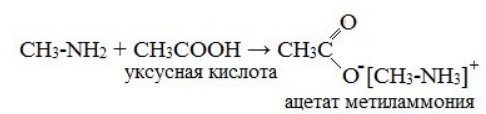 O
CH3-NH2 + CH3COOH → CH3C
уксусная кислота
O-[CH3-NH3]+
ацетат метиламмония